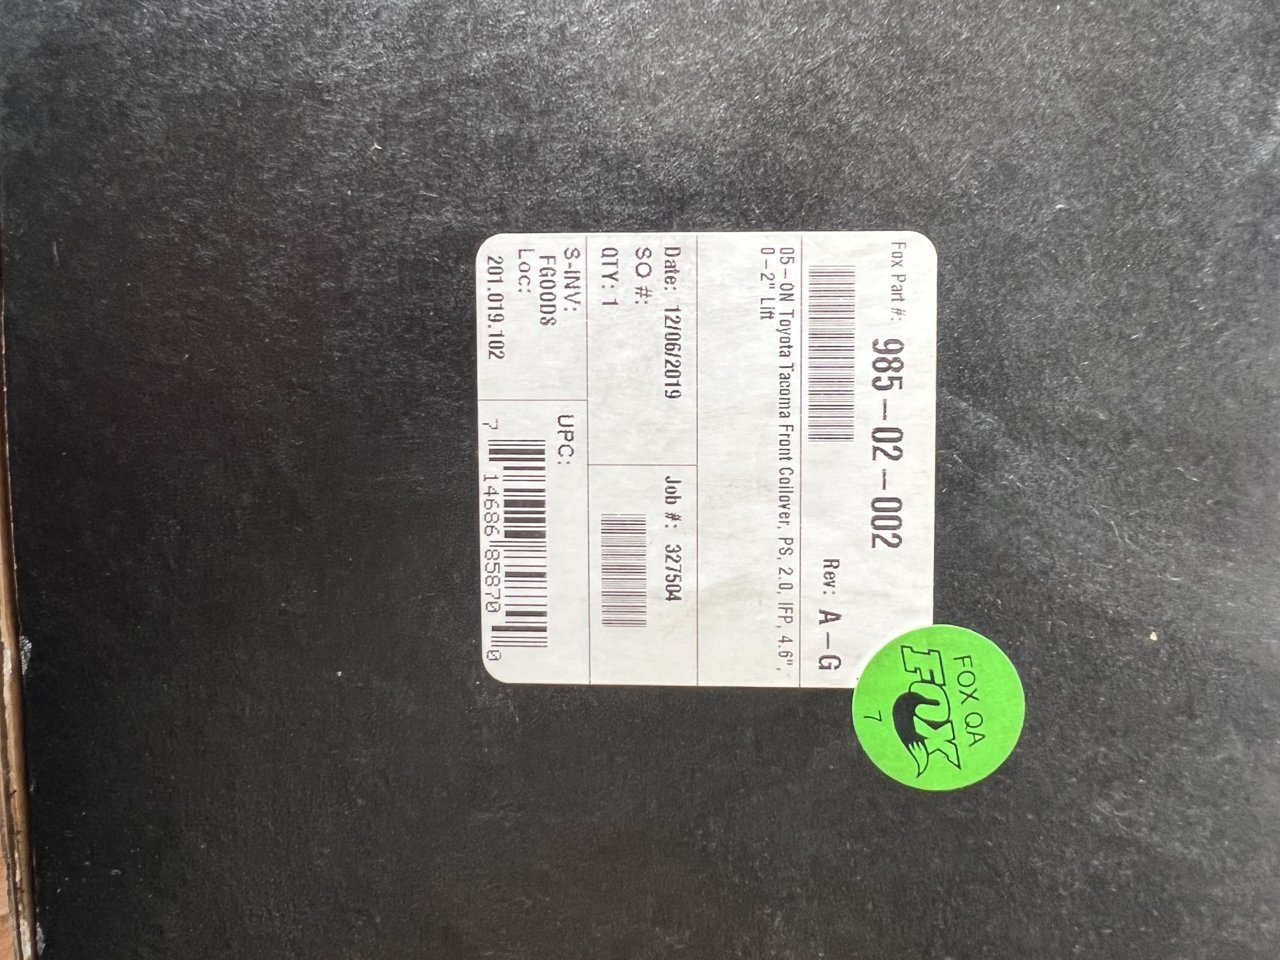 Fox Part #: 985-02-002
Rev: A-G
05-ON Toyota Tacoma Front Coilover, PS, 2.0, IFP, 4.6",
0-2" Lift
Date: 12/06/2019
SO #:
QTY: 1
Job #: 327504
S-INV:
FGOODS
Loc:
201.019.102
UPC:
7 14686 85870 0
FOX QA
FOX
7